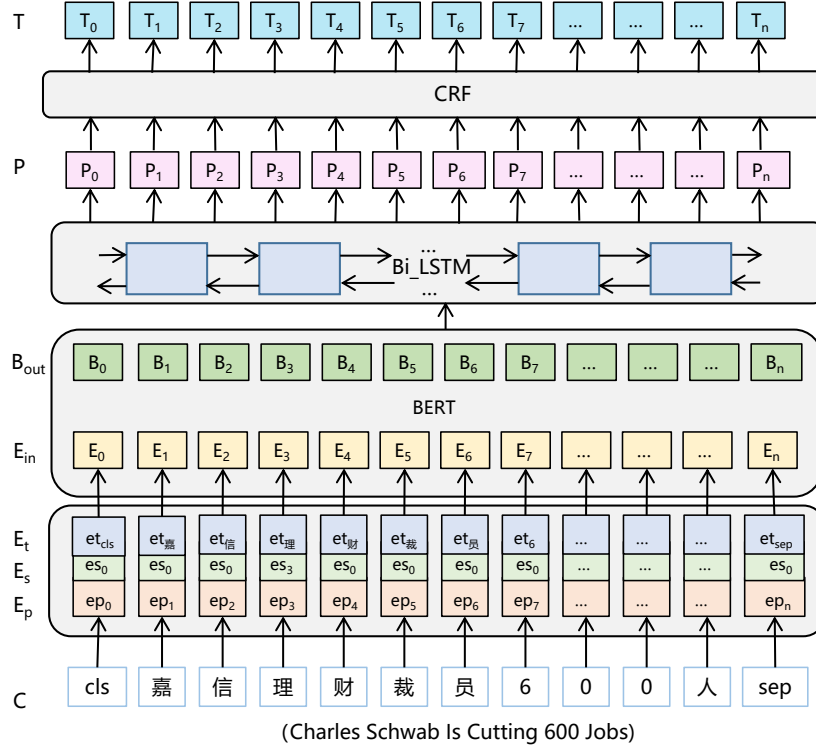 T T0 T1 T2 T3 T4 T5 T6 T7 ... ... ... Tn
CRF
P P0 P1 P2 P3 P4 P5 P6 P7 ... ... ... Pn
...
Bi_LSTM
...
Bout B0 B1 B2 B3 B4 B5 B6 B7 ... ... ... Bn
BERT
Ein E0 E1 E2 E3 E4 E5 E6 E7 ... ... ... En
Et etcls et嘉 et信 et理 et财 et裁 et员 et6 ... ... ... etsep
Es es0 es0 es0 es3 es0 es0 es0 es0 ... ... ... es0
Ep ep0 ep1 ep2 ep3 ep4 ep5 ep6 ep7 ... ... ... epn
C cls 嘉 信 理 财 裁 员 6 0 0 人 sep
(Charles Schwab Is Cutting 600 Jobs)